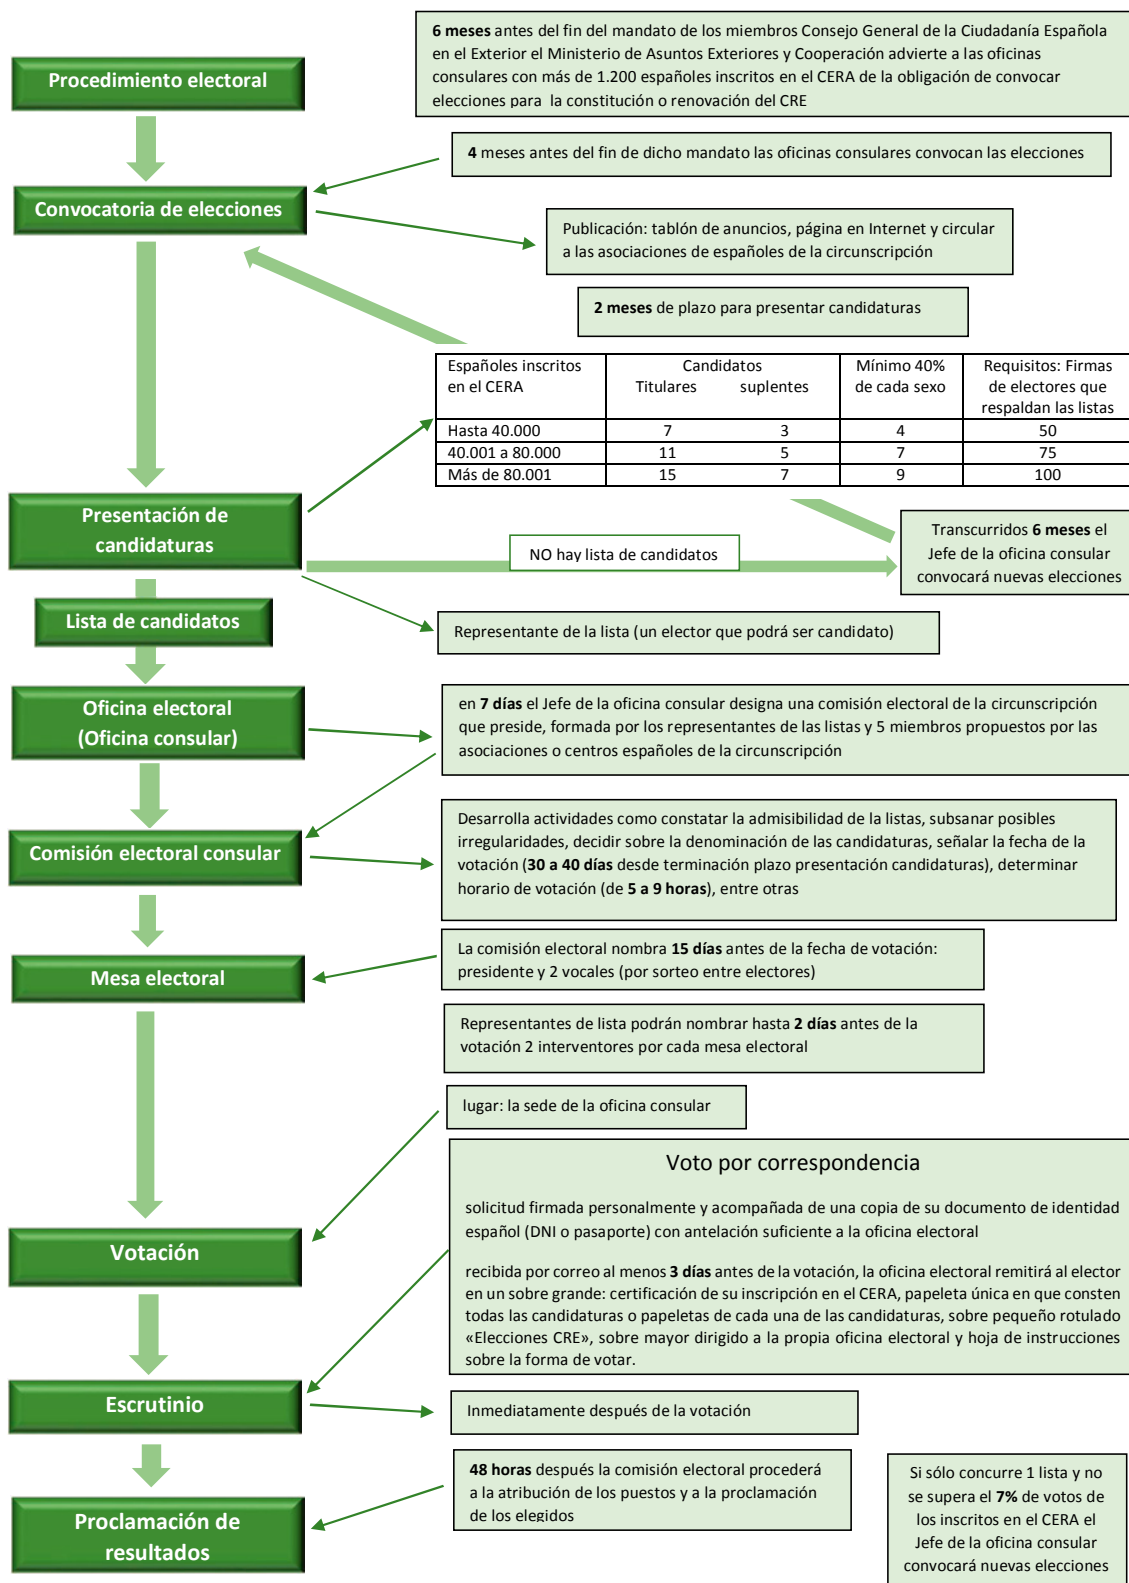 6 meses antes del fin del mandato de los miembros Consejo General de la Ciudadanía Española
en el Exterior el Ministerio de Asuntos Exteriores y Cooperación advierte a las oficinas
consulares con más de 1.200 españoles inscritos en el CERA de la obligación de convocar
elecciones para la constitución o renovación del CRE
Procedimiento electoral
4 meses antes del fin de dicho mandato las oficinas consulares convocan las elecciones
Convocatoria de elecciones
Publicación: tablón de anuncios, página en Internet y circular
a las asociaciones de españoles de la circunscripción
2 meses de plazo para presentar candidaturas
Españoles inscritos Candidatos Mínimo 40% Requisitos: Firmas
en el CERA Titulares suplentes de cada sexo de electores que
respaldan las listas
Hasta 40.000 7 3 4 50
40.001 a 80.000 11 5 7 75
Más de 80.001 15 7 9 100
Presentación de
candidaturas
NO hay lista de candidatos
Transcurridos 6 meses el
Jefe de la oficina consular
convocará nuevas elecciones
Lista de candidatos
Representante de la lista (un elector que podrá ser candidato)
Oficina electoral
(Oficina consular)
en 7 días el Jefe de la oficina consular designa una comisión electoral de la circunscripción
que preside, formada por los representantes de las listas y 5 miembros propuestos por las
asociaciones o centros españoles de la circunscripción
Comisión electoral consular
Desarrolla actividades como constatar la admisibilidad de la listas, subsanar posibles
irregularidades, decidir sobre la denominación de las candidaturas, señalar la fecha de la
votación (30 a 40 días desde terminación plazo presentación candidaturas), determinar
horario de votación (de 5 a 9 horas), entre otras
Mesa electoral
La comisión electoral nombra 15 días antes de la fecha de votación:
presidente y 2 vocales (por sorteo entre electores)
Representantes de lista podrán nombrar hasta 2 días antes de la
votación 2 interventores por cada mesa electoral
lugar: la sede de la oficina consular
Votación
Voto por correspondencia
solicitud firmada personalmente y acompañada de una copia de su documento de identidad
español (DNI o pasaporte) con antelación suficiente a la oficina electoral
recibida por correo al menos 3 días antes de la votación, la oficina electoral remitirá al elector
en un sobre grande: certificación de su inscripción en el CERA, papeleta única en que consten
todas las candidaturas o papeletas de cada una de las candidaturas, sobre pequeño rotulado
«Elecciones CRE», sobre mayor dirigido a la propia oficina electoral y hoja de instrucciones
sobre la forma de votar.
Escrutinio
Inmediatamente después de la votación
Proclamación de
resultados
48 horas después la comisión electoral procederá
a la atribución de los puestos y a la proclamación
de los elegidos
Si sólo concurre 1 lista y no
se supera el 7% de votos de
los inscritos en el CERA el
Jefe de la oficina consular
convocará nuevas elecciones